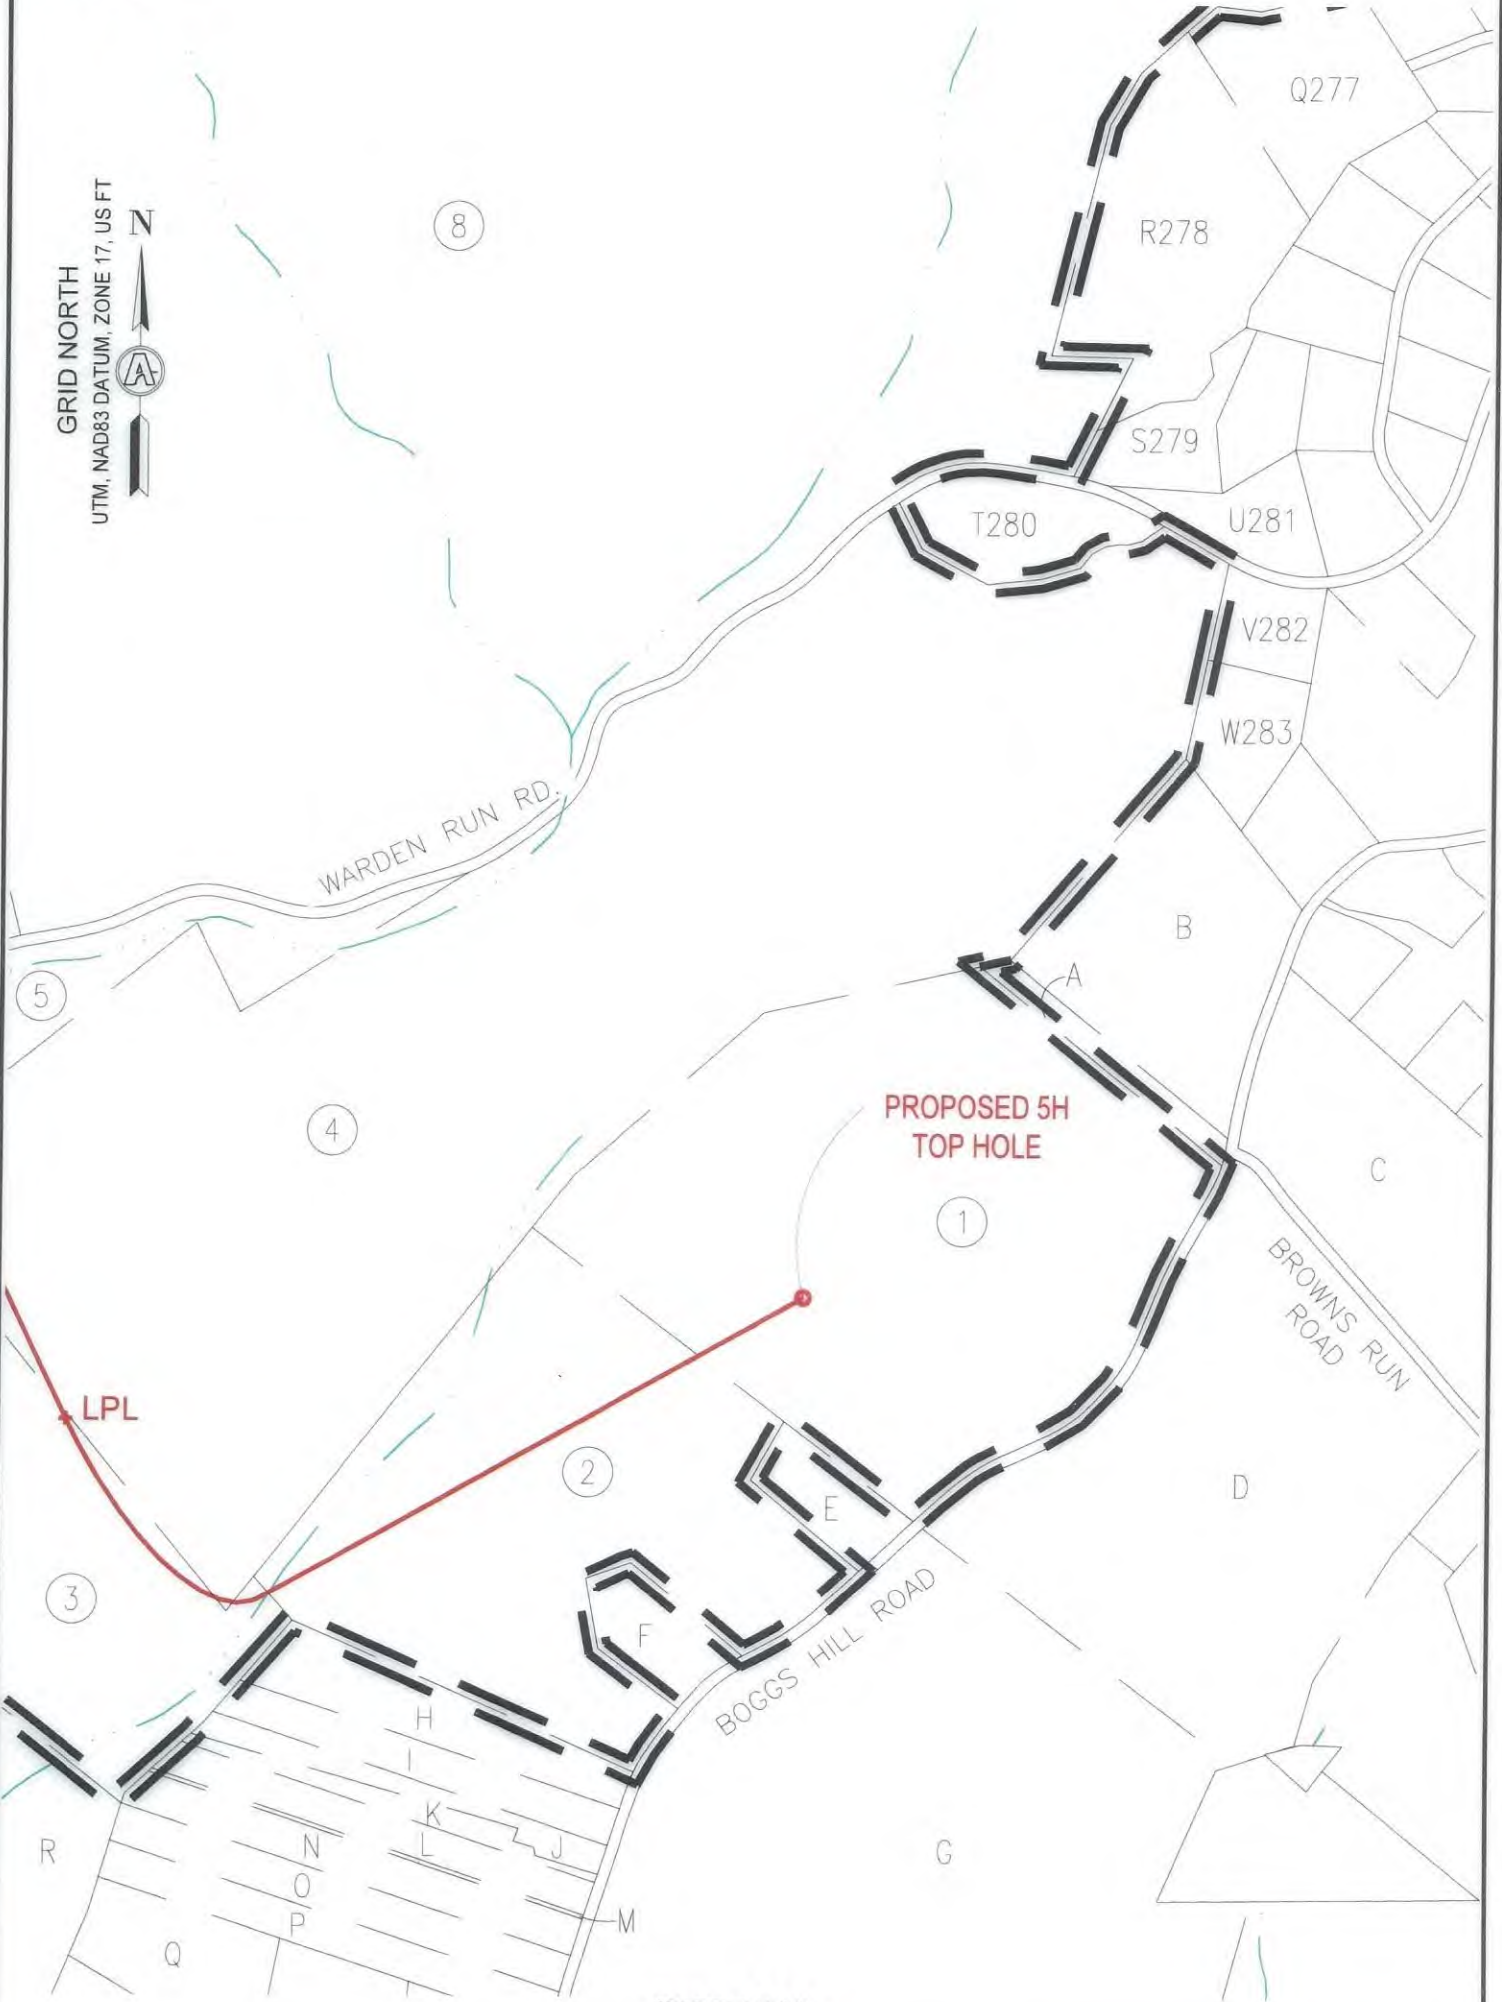 Q277
GRID NORTH
UTM, NAD83 DATUM, ZONE 17, US FT
N
A
8
R278
S279
T280
U281
V282
W283
WARDEN RUN RD.
B
A
5
PROPOSED 5H
TOP HOLE
4
1
C
BROWNS RUN
ROAD
LPL
2
D
E
3
F
BOGGS HILL ROAD
H
I
K
J
R
N
L
G
O
P
M
Q